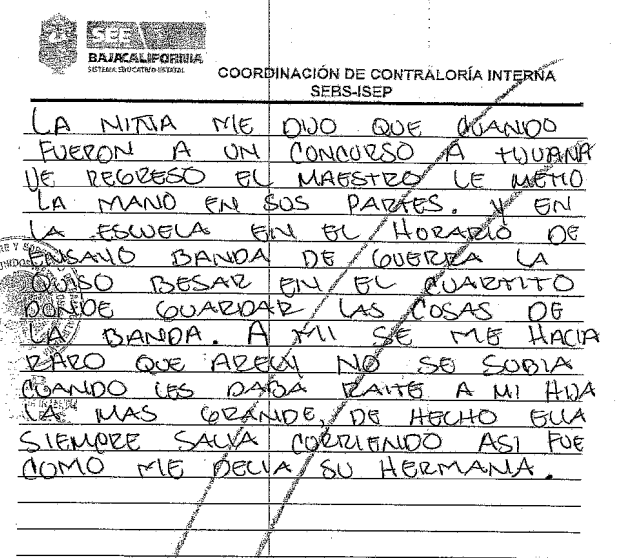 SEE
BAJA CALIFORNIA
SISTEMA EDUCATIVO ESTATAL
COORDINACIÓN DE CONTRALORÍA INTERNA
SEBS-ISEP
LA NIÑA ME DIJO QUE CUANDO
FUERON A UN CONCURSO A TIJUANA
DE REGRESO EL MAESTRO LE METIO
LA MANO EN SUS PARTES. Y EN
LA ESCUELA EN EL HORARIO DE
ENSAYO BANDA DE GUERRA LA
QUISO BESAR EN EL CUARTITO
DONDE GUARDAR LAS COSAS DE
LA BANDA. A MI SE ME HACIA
RARO QUE ARELI NO SE SUBIA
CUANDO LES DABA RAITE A MI HIJA
LA MAS GRANDE, DE HECHO ELLA
SIEMPRE SALIA CORRIENDO ASI FUE
COMO ME DECIA SU HERMANA.